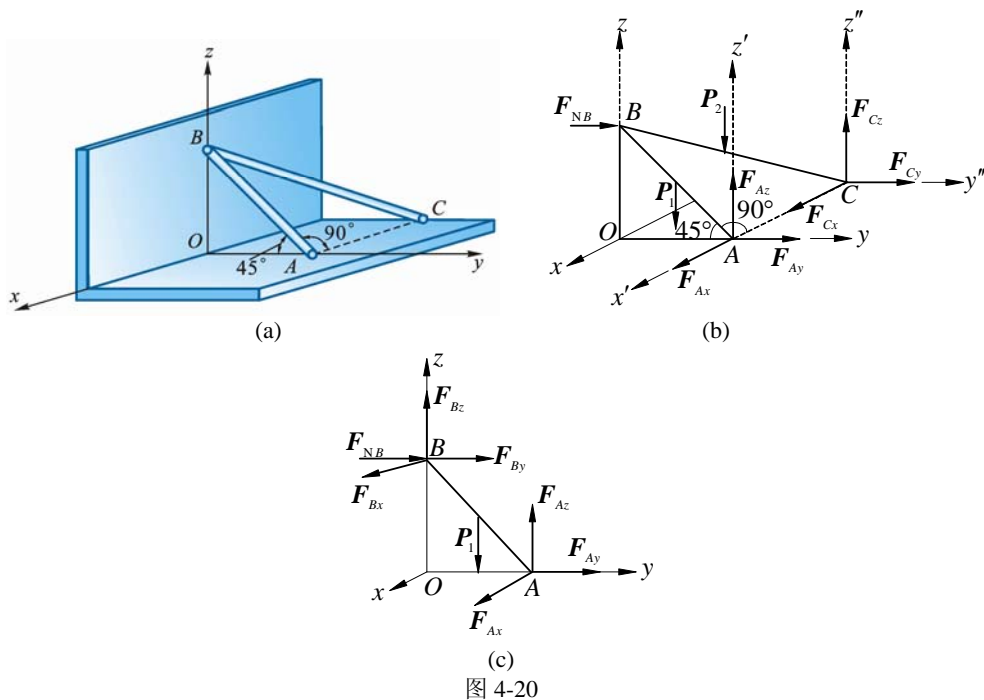 z
B
C
O
90°
45°
A
y
x
(a)
z
z′
z″
F_NB
B
P_2
F_Cz
F_Cy
y″
P_1
F_Az
90°
C
F_Cx
O
45°
x
A
F_Ay
y
x′
F_Ax
(b)
z
F_Bz
F_NB
B
F_By
F_Bx
F_Az
P_1
F_Ay
x
O
A
y
F_Ax
(c)
图 4-20